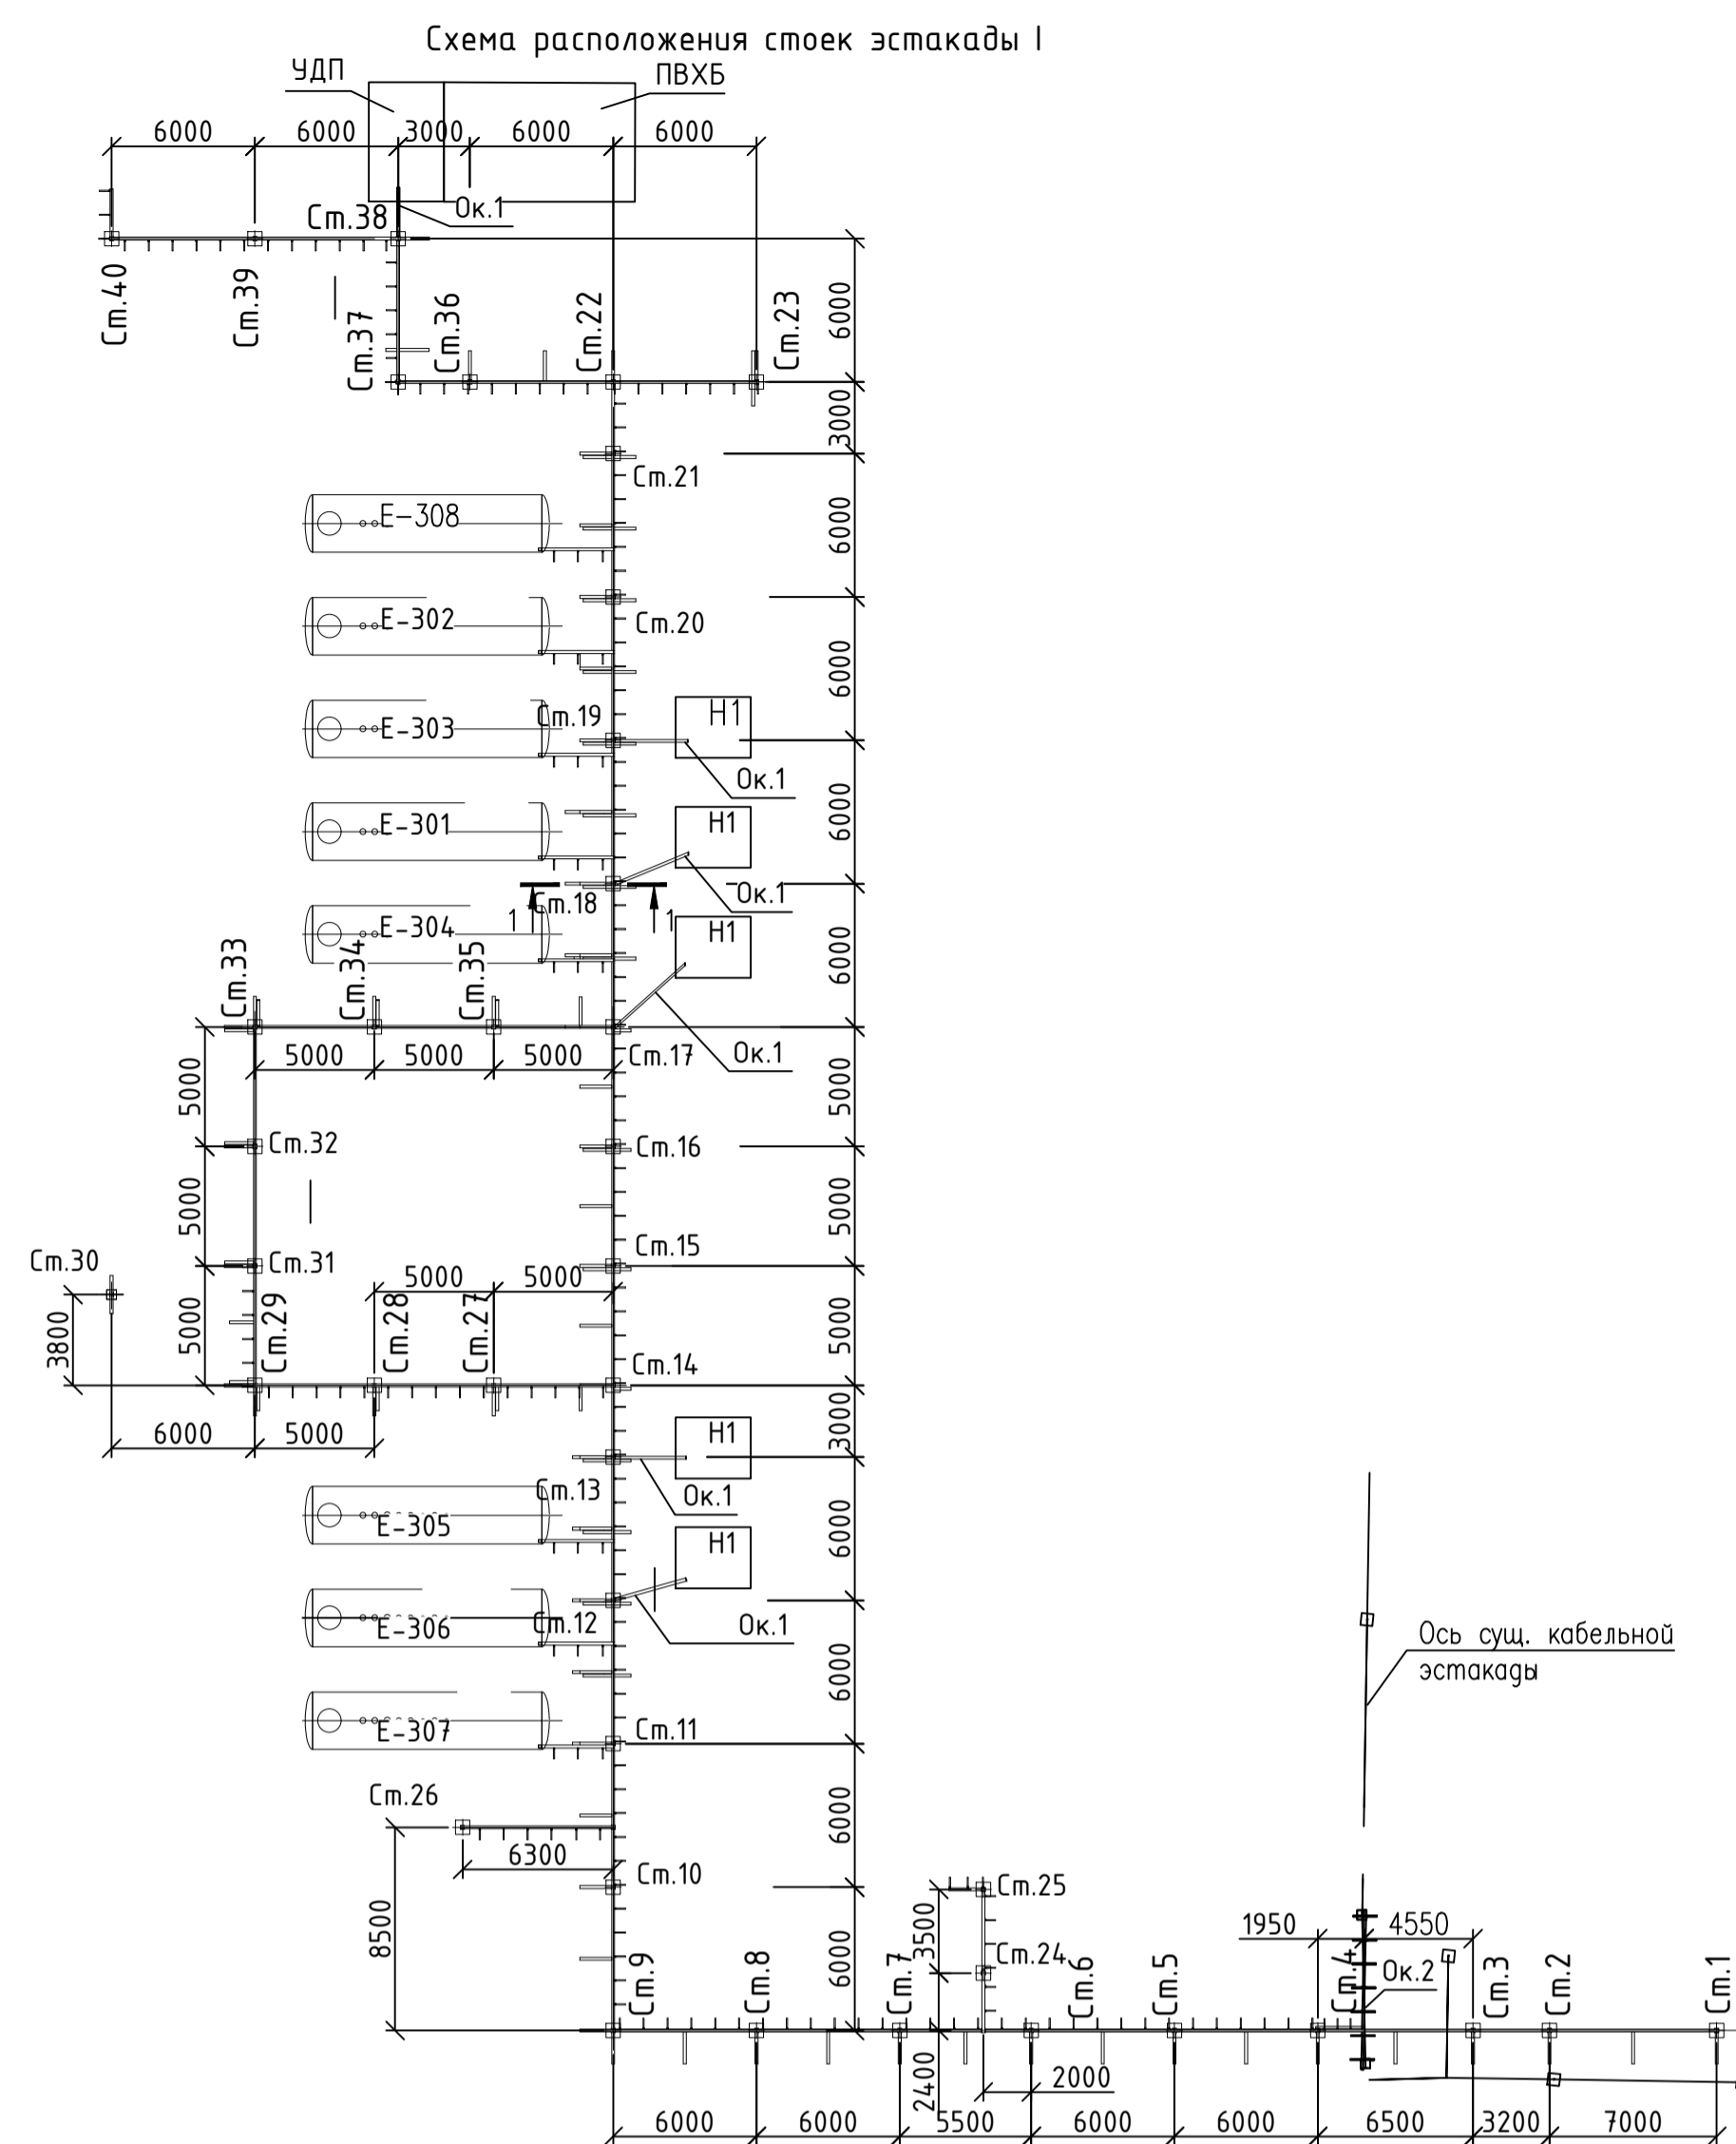 Схема расположения стоек эстакады I
УДП
ПВХБ
6000
6000
3000
6000
6000
Ст.38
Ок.1
Ст.40
Ст.39
Ст.37
Ст.36
Ст.22
Ст.23
6000
3000
Ст.21
Е-308
6000
Е-302
Ст.20
6000
Ст.19
Н1
Е-303
Ок.1
6000
Е-301
Н1
Ок.1
Ст.18
1
1
Е-304
Н1
6000
Ст.33
Ст.34
Ст.35
5000
5000
5000
Ст.17
Ок.1
5000
5000
Ст.32
Ст.16
5000
5000
Ст.30
Ст.31
Ст.15
5000
5000
3800
5000
Ст.29
Ст.28
Ст.27
Ст.14
5000
6000
5000
Н1
3000
Ст.13
Ок.1
Е-305
6000
Н1
Ст.12
Ок.1
Е-306
Ось сущ. кабельной
эстакады
6000
Е-307
Ст.11
Ст.26
6300
6000
Ст.10
8500
Ст.25
3500
1950
4550
Ст.24
6000
Ст.9
Ст.8
Ст.7
Ст.6
Ст.5
Ст.4
Ок.2
Ст.3
Ст.2
Ст.1
2400
2000
6000
6000
5500
6000
6000
6500
3200
7000